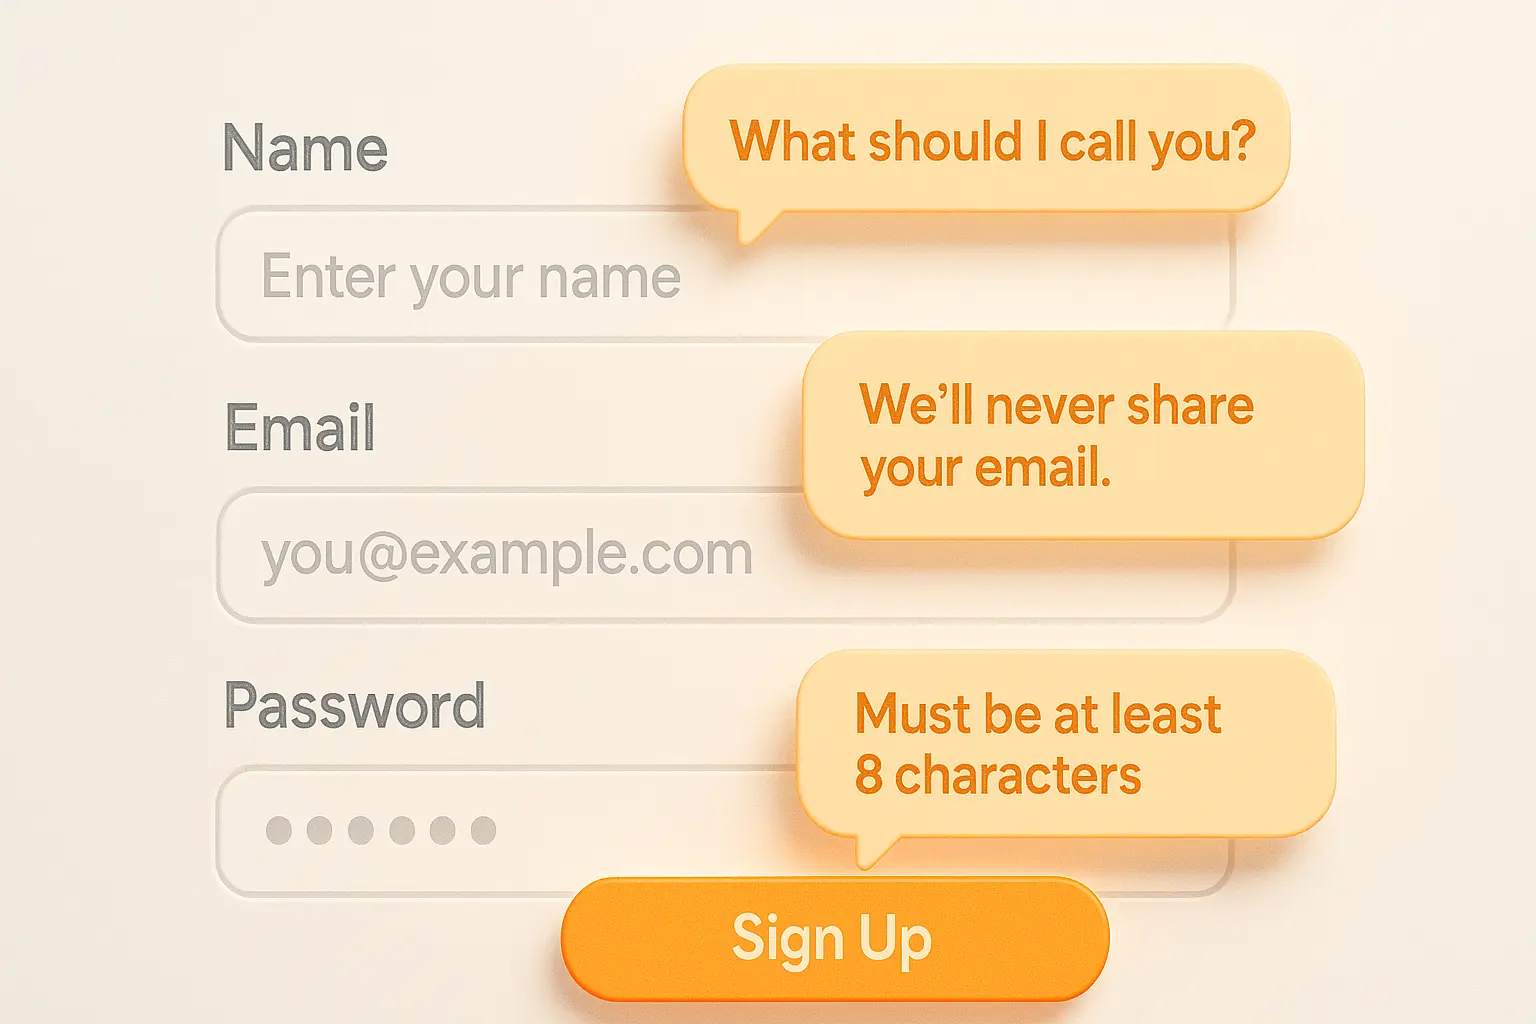 Name
What should I call you?
Enter your name
Email
We'll never share
your email.
you@example.com
Password
Must be at least
8 characters
Sign Up